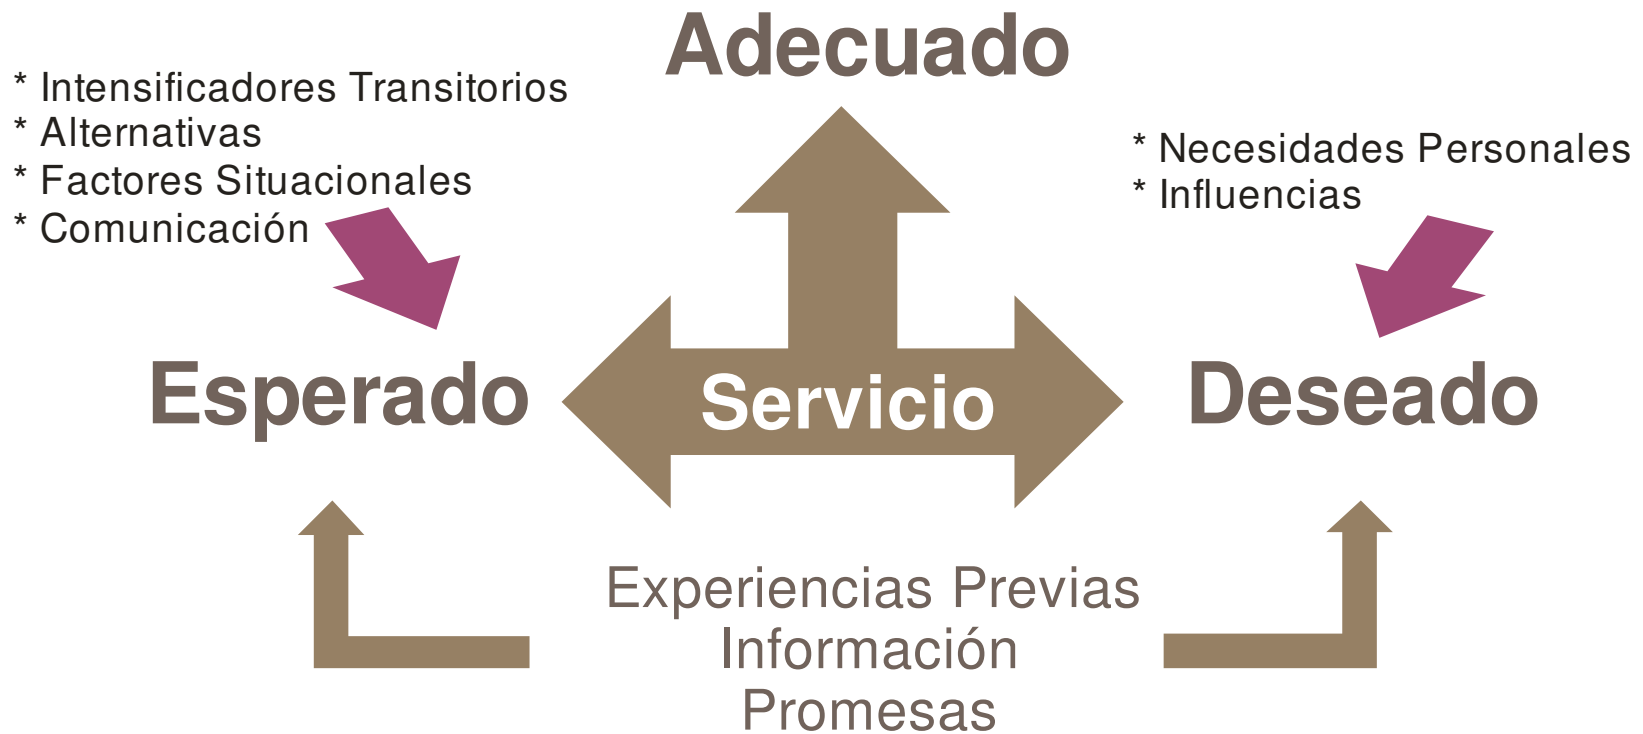 Adecuado
* Intensificadores Transitorios
* Alternativas
* Factores Situacionales
* Comunicación
* Necesidades Personales
* Influencias
Esperado
Servicio
Deseado
Experiencias Previas
Información
Promesas